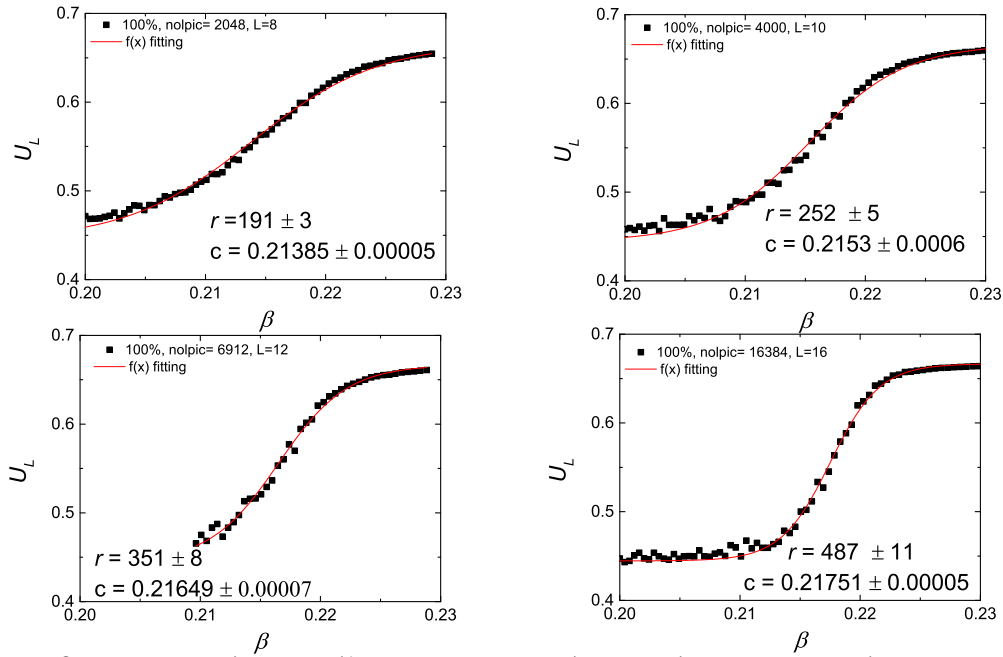 100%, nolpic= 2048, L=8
f(x) fitting
0.7
0.6
0.5
0.4
U_L
r =191 ± 3
c = 0.21385 ± 0.00005
0.20 0.21 0.22 0.23
β
100%, nolpic= 4000, L=10
f(x) fitting
0.7
0.6
0.5
0.4
U_L
r = 252 ± 5
c = 0.2153 ± 0.0006
0.20 0.21 0.22 0.23
β
100%, nolpic= 6912, L=12
f(x) fitting
0.7
0.6
0.5
0.4
U_L
r = 351 ± 8
c = 0.21649 ± 0.00007
0.20 0.21 0.22 0.23
β
100%, nolpic= 16384, L=16
f(x) fitting
0.7
0.6
0.5
0.4
U_L
r = 487 ± 11
c = 0.21751 ± 0.00005
0.20 0.21 0.22 0.23
β